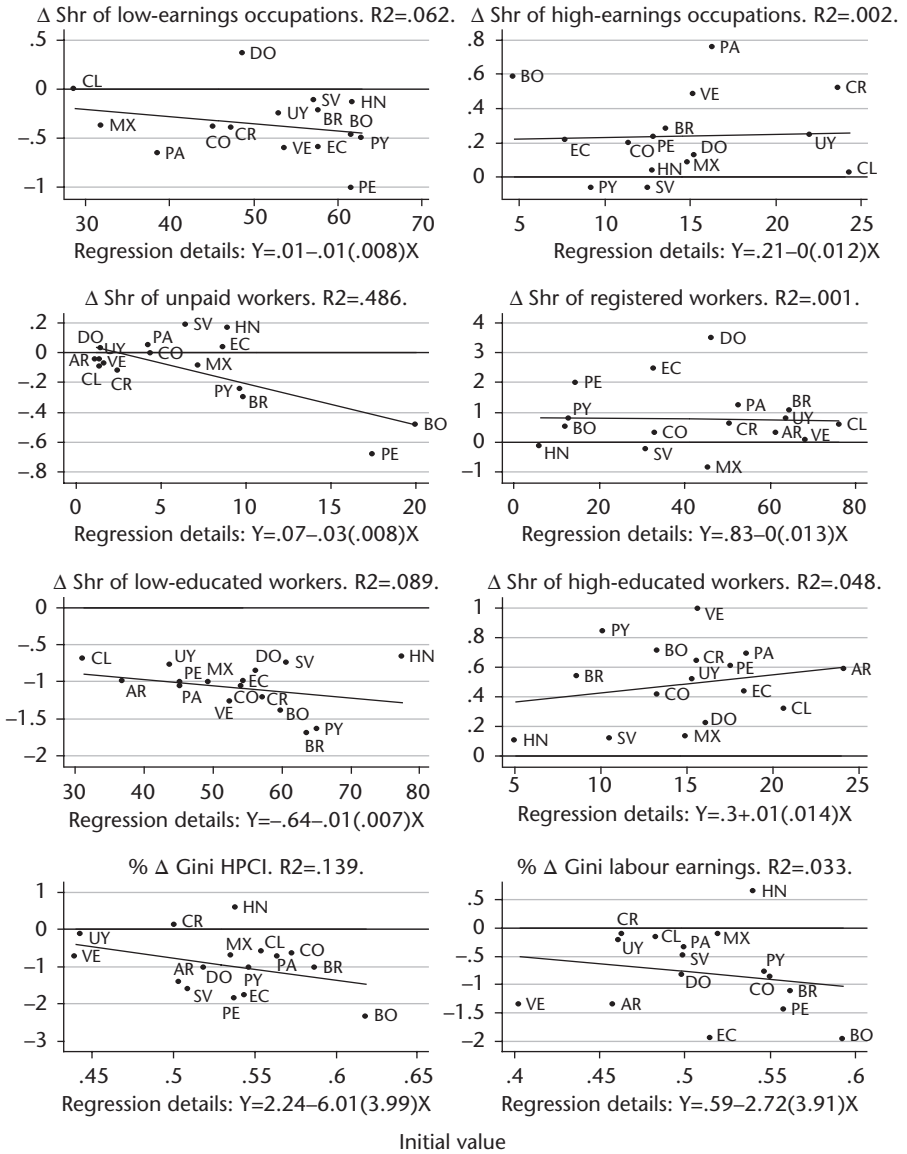 Δ Shr of low-earnings occupations. R2=.062.
.5
0
−.5
−1
CL
DO
MX
PA
CO
CR
UY
VE
SV
BR
EC
HN
BO
PY
PE
30 40 50 60 70
Regression details: Y=.01−.01(.008)X
Δ Shr of high-earnings occupations. R2=.002.
.8
.6
.4
.2
0
BO
PA
VE
CR
BR
EC
CO
PE
DO
UY
HN
MX
CL
PY
SV
5 10 15 20 25
Regression details: Y=.21−0(.012)X
Δ Shr of unpaid workers. R2=.486.
.2
0
−.2
−.4
−.6
−.8
DO
UY
AR
VE
CL
CR
PA
CO
SV
HN
EC
MX
PY
BR
BO
PE
0 5 10 15 20
Regression details: Y=.07−.03(.008)X
Δ Shr of registered workers. R2=.001.
4
3
2
1
0
−1
DO
EC
PE
PY
BO
PA
BR
UY
CO
CR
AR
VE
CL
HN
SV
MX
0 20 40 60 80
Regression details: Y=.83−0(.013)X
Δ Shr of low-educated workers. R2=.089.
0
−.5
−1
−1.5
−2
CL
AR
UY
PE
PA
MX
DO
EC
SV
HN
CO
CR
VE
BO
PY
BR
30 40 50 60 70 80
Regression details: Y=−.64−.01(.007)X
Δ Shr of high-educated workers. R2=.048.
1
.8
.6
.4
.2
0
VE
PY
BO
CR
PA
PE
AR
BR
UY
CO
EC
CL
DO
HN
SV
MX
5 10 15 20 25
Regression details: Y=.3+.01(.014)X
% Δ Gini HPCI. R2=.139.
1
0
−1
−2
−3
HN
CR
UY
VE
MX
CL
CO
PA
BR
AR
DO
PY
SV
PE
EC
BO
.45 .5 .55 .6 .65
Regression details: Y=2.24−6.01(3.99)X
% Δ Gini labour earnings. R2=.033.
.5
0
−.5
−1
−1.5
−2
HN
CR
UY
CL
PA
MX
SV
DO
PY
CO
BR
VE
AR
PE
EC
BO
.4 .45 .5 .55 .6
Regression details: Y=.59−2.72(3.91)X
Initial value